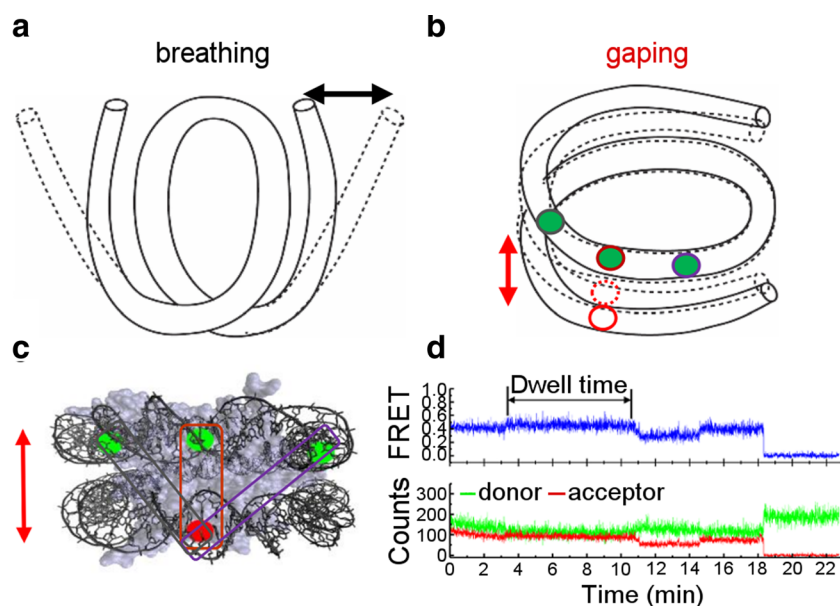 a
breathing
b
gaping
c
d
Dwell time
FRET
1.0
0.8
0.6
0.4
0.2
0.0
Counts
300
200
100
0
donor
acceptor
0 2 4 6 8 10 12 14 16 18 20 22
Time (min)